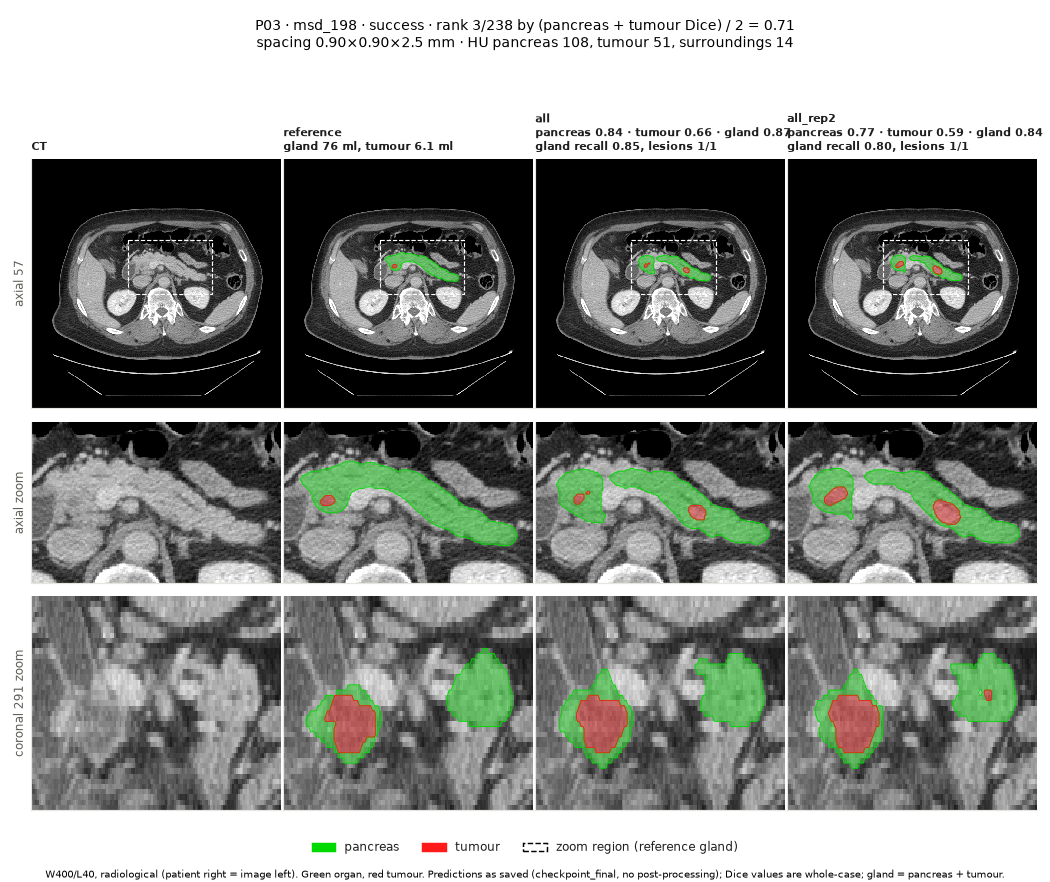 P03 · msd_198 · success · rank 3/238 by (pancreas + tumour Dice) / 2 = 0.71
spacing 0.90×0.90×2.5 mm · HU pancreas 108, tumour 51, surroundings 14
CT
reference
gland 76 ml, tumour 6.1 ml
all
pancreas 0.84 · tumour 0.66 · gland 0.87
gland recall 0.85, lesions 1/1
all_rep2
pancreas 0.77 · tumour 0.59 · gland 0.84
gland recall 0.80, lesions 1/1
axial 57
axial zoom
coronal 291 zoom
pancreas
tumour
zoom region (reference gland)
W400/L40, radiological (patient right = image left). Green organ, red tumour. Predictions as saved (checkpoint_final, no post-processing); Dice values are whole-case; gland = pancreas + tumour.